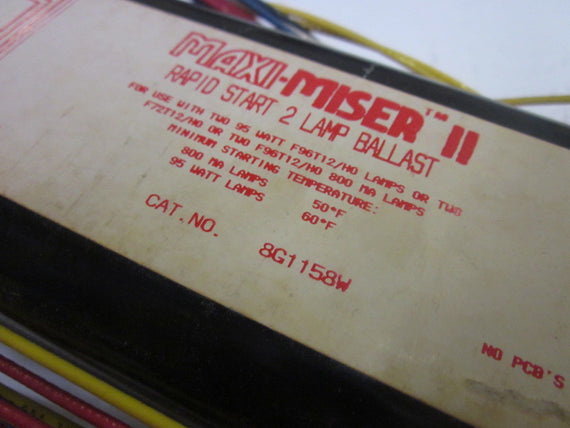 MAXI-MISER™ II
RAPID START 2 LAMP BALLAST
FOR USE WITH TWO 95 WATT F96T12/HO LAMPS OR TWO
F72T12/HO OR TWO F96T12/HO 800 MA LAMPS
MINIMUM STARTING TEMPERATURE:
800 MA LAMPS 50°F
95 WATT LAMPS 60°F
CAT.NO. 8G1158W
NO PCB'S